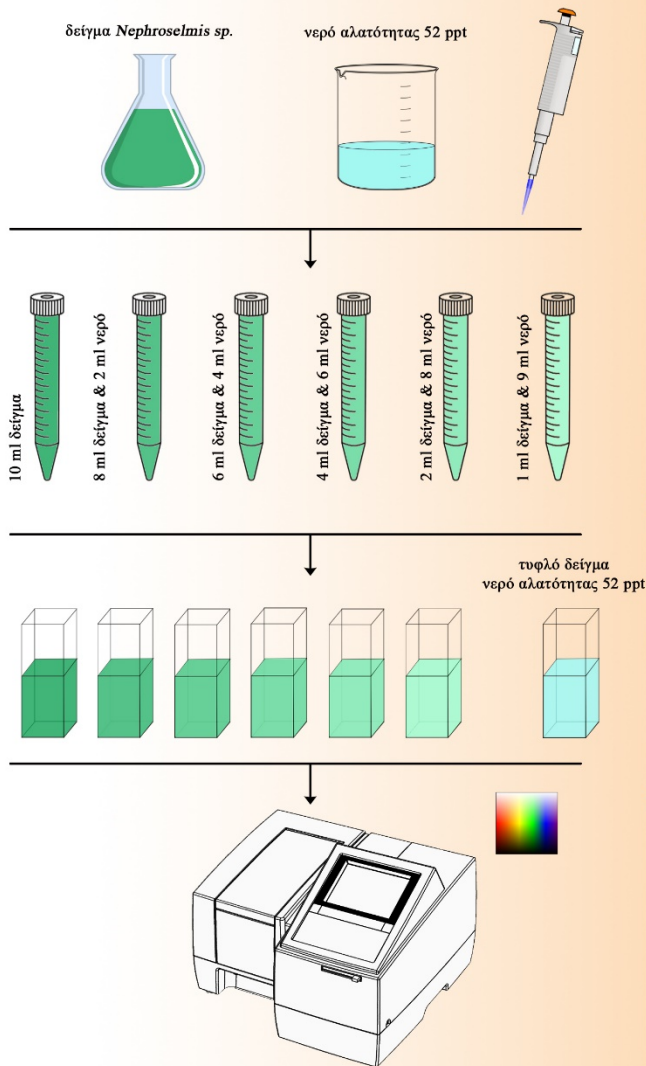 δείγμα Nephroselmis sp.
νερό αλατότητας 52 ppt
10 ml δείγμα
8 ml δείγμα & 2 ml νερό
6 ml δείγμα & 4 ml νερό
4 ml δείγμα & 6 ml νερό
2 ml δείγμα & 8 ml νερό
1 ml δείγμα & 9 ml νερό
τυφλό δείγμα
νερό αλατότητας 52 ppt